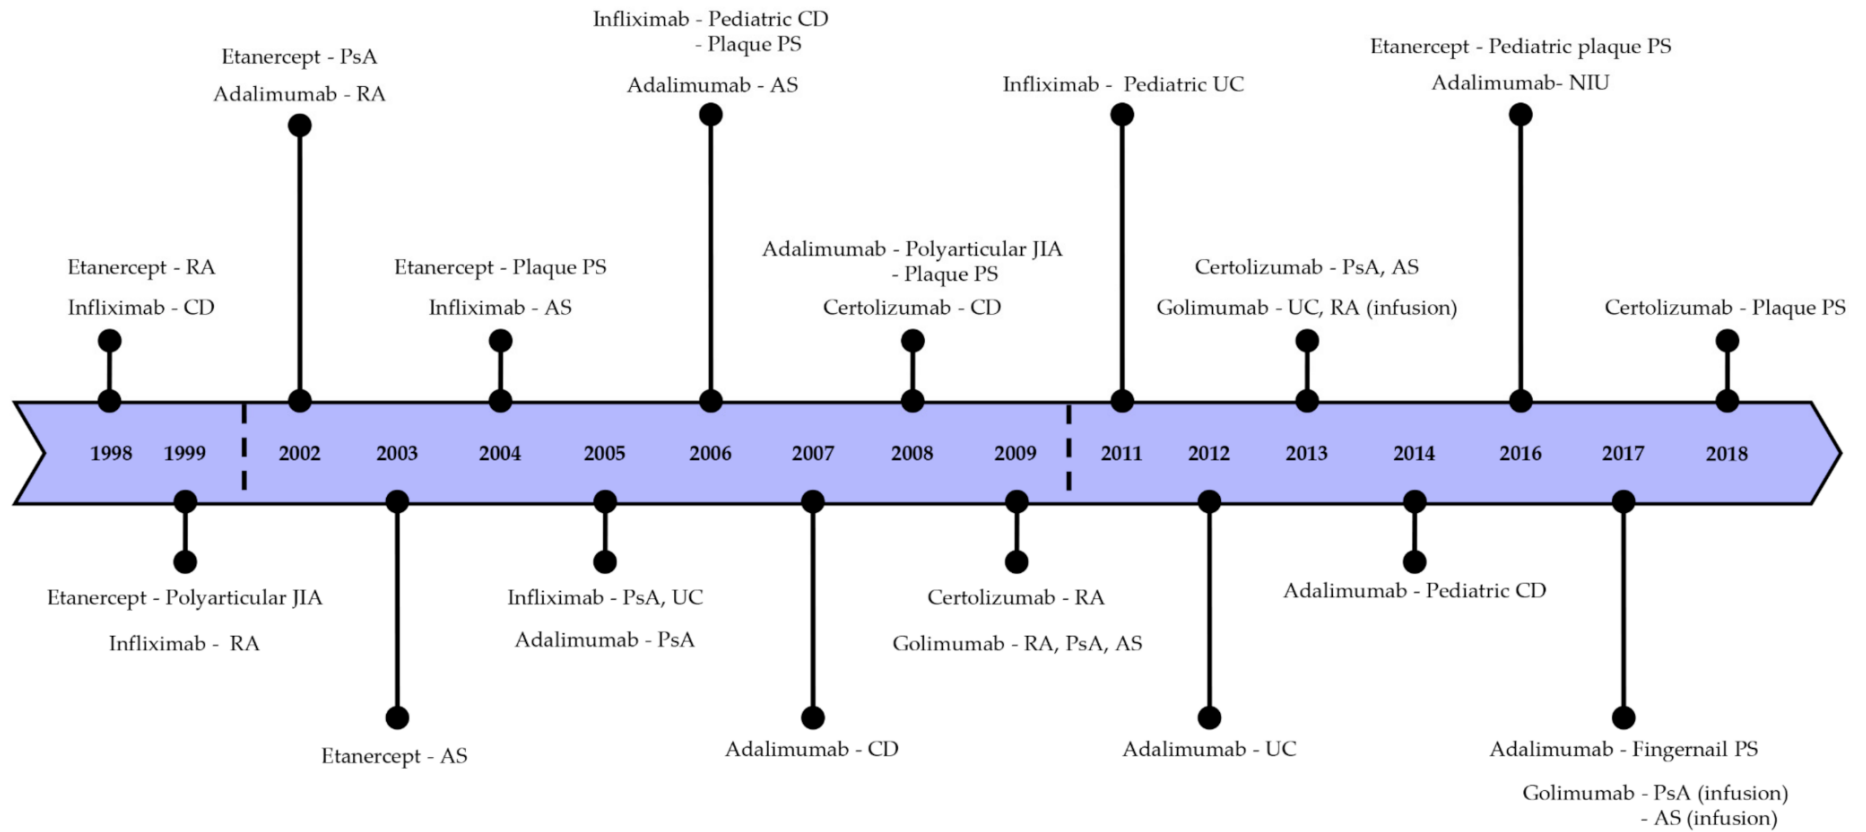 Infliximab - Pediatric CD
- Plaque PS
Adalimumab - AS
Etanercept - PsA
Adalimumab - RA
Infliximab - Pediatric UC
Etanercept - Pediatric plaque PS
Adalimumab- NIU
Etanercept - RA
Infliximab - CD
Etanercept - Plaque PS
Infliximab - AS
Adalimumab - Polyarticular JIA
- Plaque PS
Certolizumab - CD
Certolizumab - PsA, AS
Golimumab - UC, RA (infusion)
Certolizumab - Plaque PS
1998 1999 2002 2003 2004 2005 2006 2007 2008 2009 2011 2012 2013 2014 2016 2017 2018
Etanercept - Polyarticular JIA
Infliximab - RA
Etanercept - AS
Infliximab - PsA, UC
Adalimumab - PsA
Adalimumab - CD
Certolizumab - RA
Golimumab - RA, PsA, AS
Adalimumab - UC
Adalimumab - Pediatric CD
Adalimumab - Fingernail PS
Golimumab - PsA (infusion)
- AS (infusion)